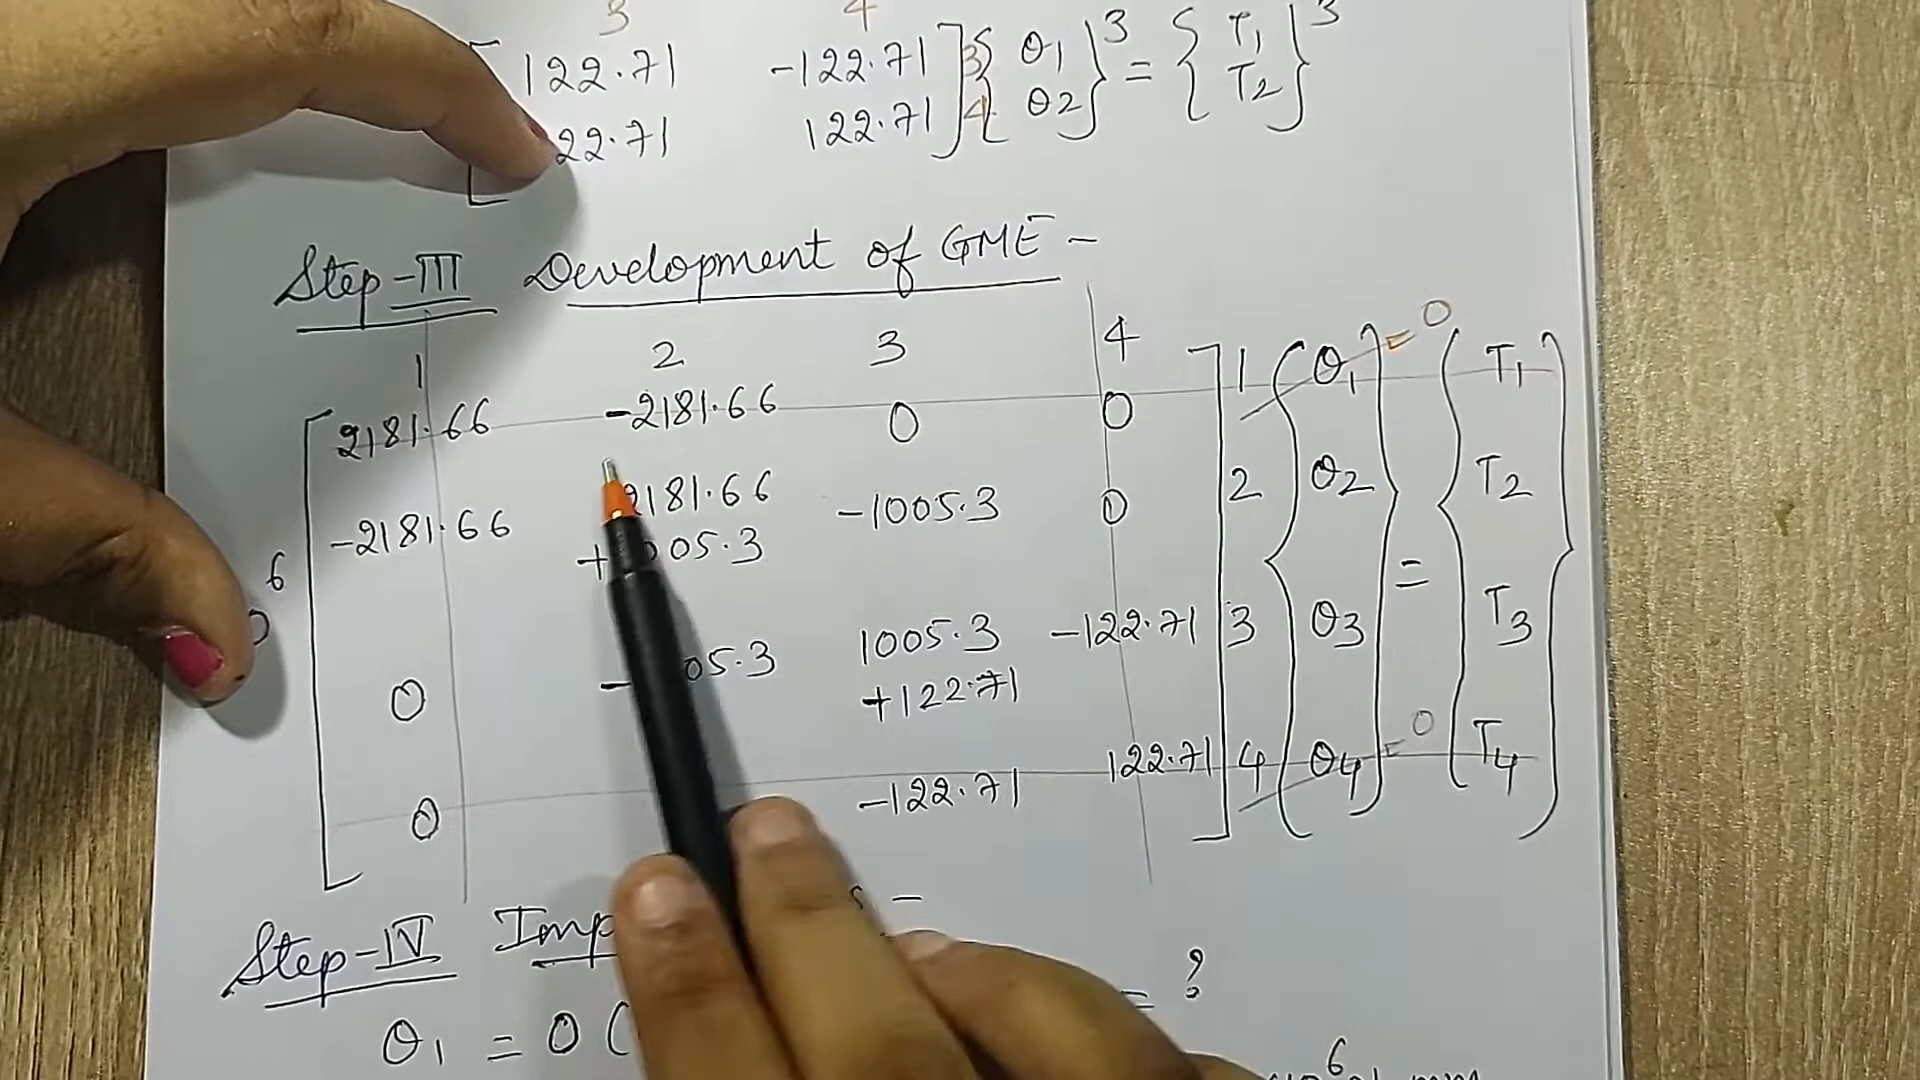 3 4
122.71 -122.71 3 { θ1 }³ = { T1 }³
22.71 122.71 4 θ2 T2
Step-III Development of GME -
1 2 3 4
2181.66 -2181.66 0 0 1 θ1 = 0 T1
-2181.66 2181.66 -1005.3 0 2 θ2 T2
+ 05.3
6
= 
0 - 05.3 1005.3 -122.71 3 θ3 T3
+122.71
0 -122.71 122.71 4 θ4 = 0 T4
Step-IV Imp s -
θ1 = 0 ( = ?
6
mm